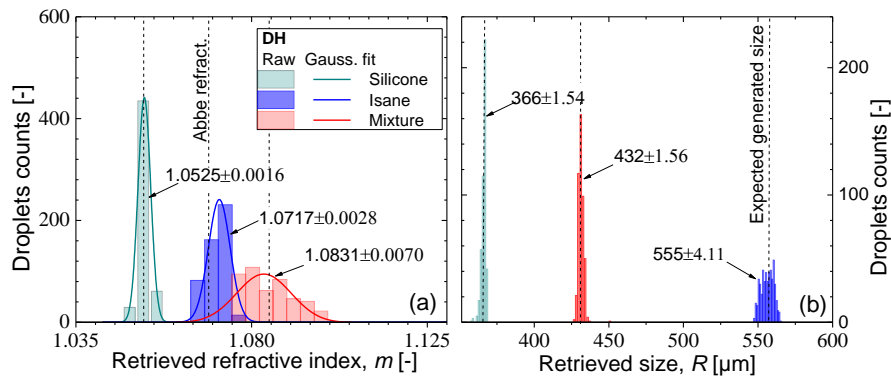 600
400
200
0
Droplets counts [-]
1.035
1.080
1.125
Retrieved refractive index, m [-]
Abbe refract.
DH
Raw Gauss. fit
Silicone
Isane
Mixture
1.0525±0.0016
1.0717±0.0028
1.0831±0.0070
(a)
366±1.54
432±1.56
555±4.11
Expected generated size
(b)
400
450
500
550
600
Retrieved size, R [µm]
200
100
0
Droplets counts [-]